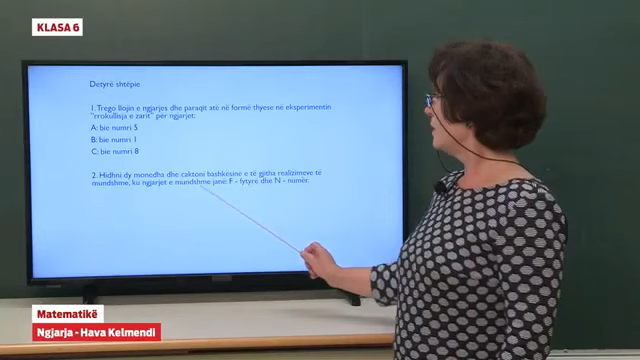 KLASA 6
Detyrë shtëpie
1. Trego llojin e ngjarjes dhe paraqit atë në formë thyese në eksperimentin
"rrokullisja e zarit" për ngjarjet:
A: bie numri 5
B: bie numri 1
C: bie numri 8
2. Hidhni dy monedha dhe caktoni bashkësinë e të gjitha realizimeve të
mundshme, ku ngjarjet e mundshme janë: F - fytyrë dhe N - numër.
Matematikë
Ngjarja - Hava Kelmendi